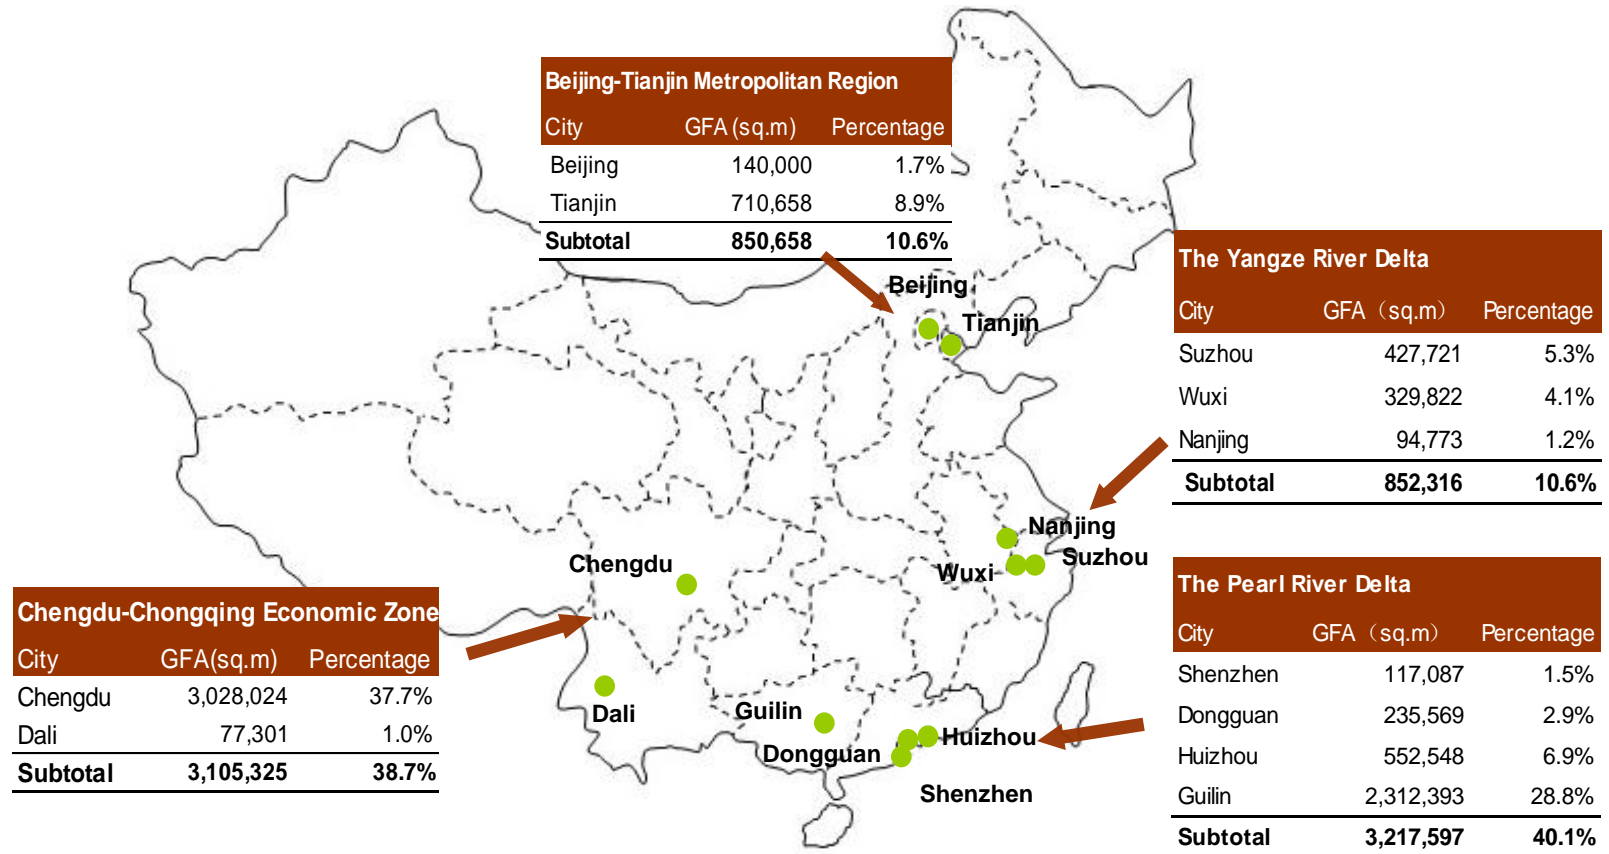 Beijing-Tianjin Metropolitan Region
City GFA (sq.m) Percentage
Beijing 140,000 1.7%
Tianjin 710,658 8.9%
Subtotal 850,658 10.6%
The Yangze River Delta
City GFA（sq.m） Percentage
Suzhou 427,721 5.3%
Wuxi 329,822 4.1%
Nanjing 94,773 1.2%
Subtotal 852,316 10.6%
Chengdu-Chongqing Economic Zone
City GFA(sq.m) Percentage
Chengdu 3,028,024 37.7%
Dali 77,301 1.0%
Subtotal 3,105,325 38.7%
The Pearl River Delta
City GFA（sq.m） Percentage
Shenzhen 117,087 1.5%
Dongguan 235,569 2.9%
Huizhou 552,548 6.9%
Guilin 2,312,393 28.8%
Subtotal 3,217,597 40.1%
Beijing
Tianjin
Nanjing
Suzhou
Wuxi
Chengdu
Dali
Guilin
Huizhou
Dongguan
Shenzhen